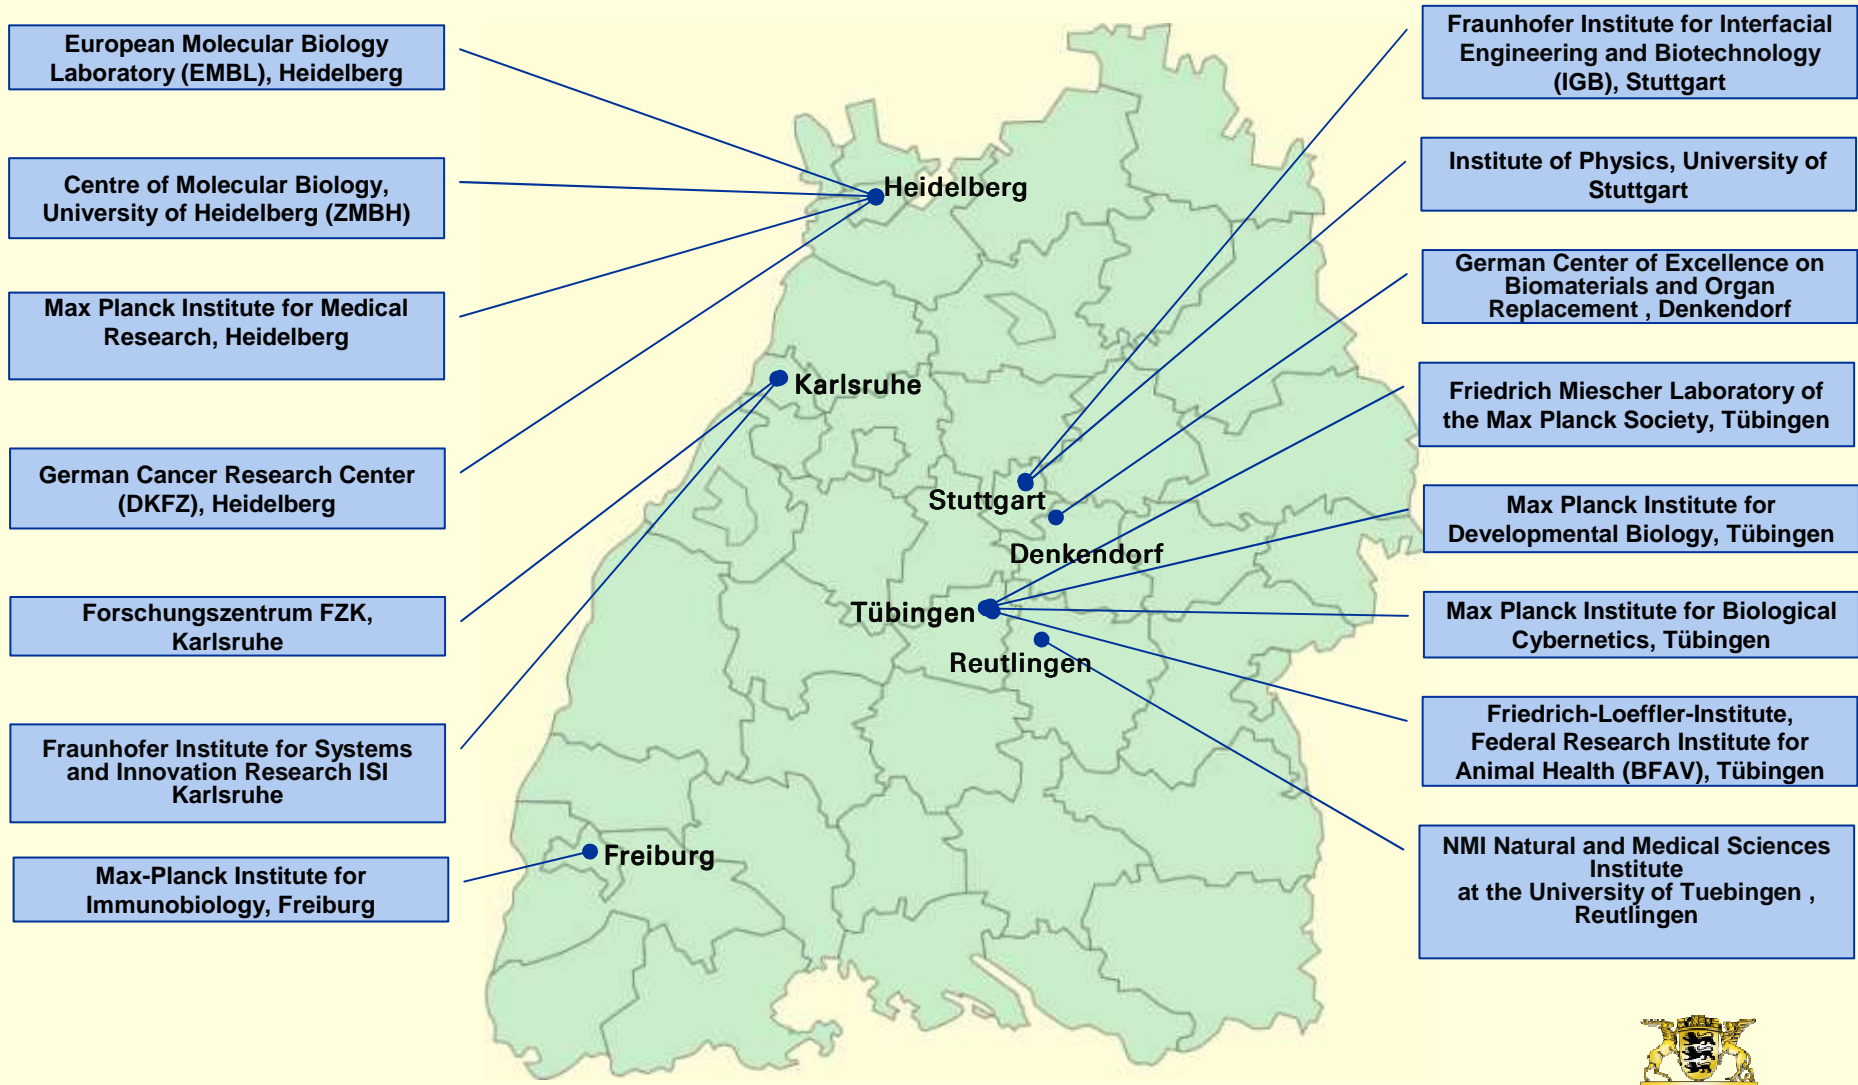 European Molecular Biology
Laboratory (EMBL), Heidelberg
Centre of Molecular Biology,
University of Heidelberg (ZMBH)
Max Planck Institute for Medical
Research, Heidelberg
German Cancer Research Center
(DKFZ), Heidelberg
Forschungszentrum FZK,
Karlsruhe
Fraunhofer Institute for Systems
and Innovation Research ISI
Karlsruhe
Max-Planck Institute for
Immunobiology, Freiburg
Heidelberg
Karlsruhe
Stuttgart
Denkendorf
Tübingen
Reutlingen
Freiburg
Fraunhofer Institute for Interfacial
Engineering and Biotechnology
(IGB), Stuttgart
Institute of Physics, University of
Stuttgart
German Center of Excellence on
Biomaterials and Organ
Replacement , Denkendorf
Friedrich Miescher Laboratory of
the Max Planck Society, Tübingen
Max Planck Institute for
Developmental Biology, Tübingen
Max Planck Institute for Biological
Cybernetics, Tübingen
Friedrich-Loeffler-Institute,
Federal Research Institute for
Animal Health (BFAV), Tübingen
NMI Natural and Medical Sciences
Institute
at the University of Tuebingen ,
Reutlingen